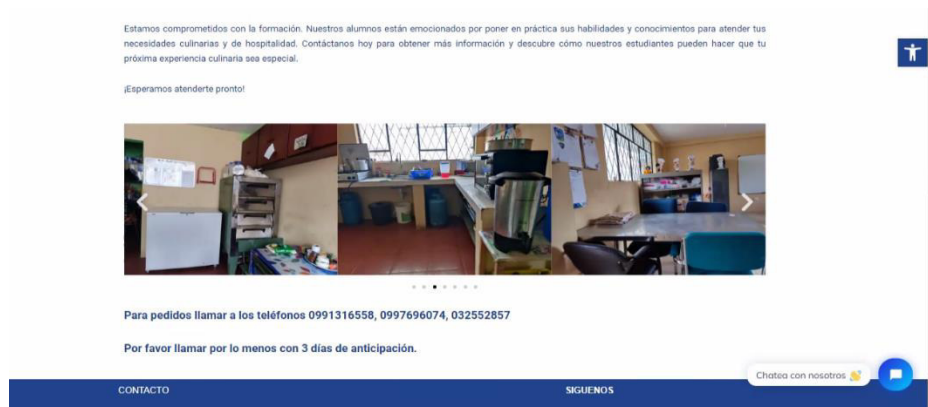 Estamos comprometidos con la formación. Nuestros alumnos están emocionados por poner en práctica sus habilidades y conocimientos para atender tus
necesidades culinarias y de hospitalidad. Contáctanos hoy para obtener más información y descubre cómo nuestros estudiantes pueden hacer que tu
próxima experiencia culinaria sea especial.
¡Esperamos atenderte pronto!
Para pedidos llamar a los teléfonos 0991316558, 0997696074, 032552857
Por favor llamar por lo menos con 3 días de anticipación.
Chatea con nosotros 👋
CONTACTO
SIGUENOS